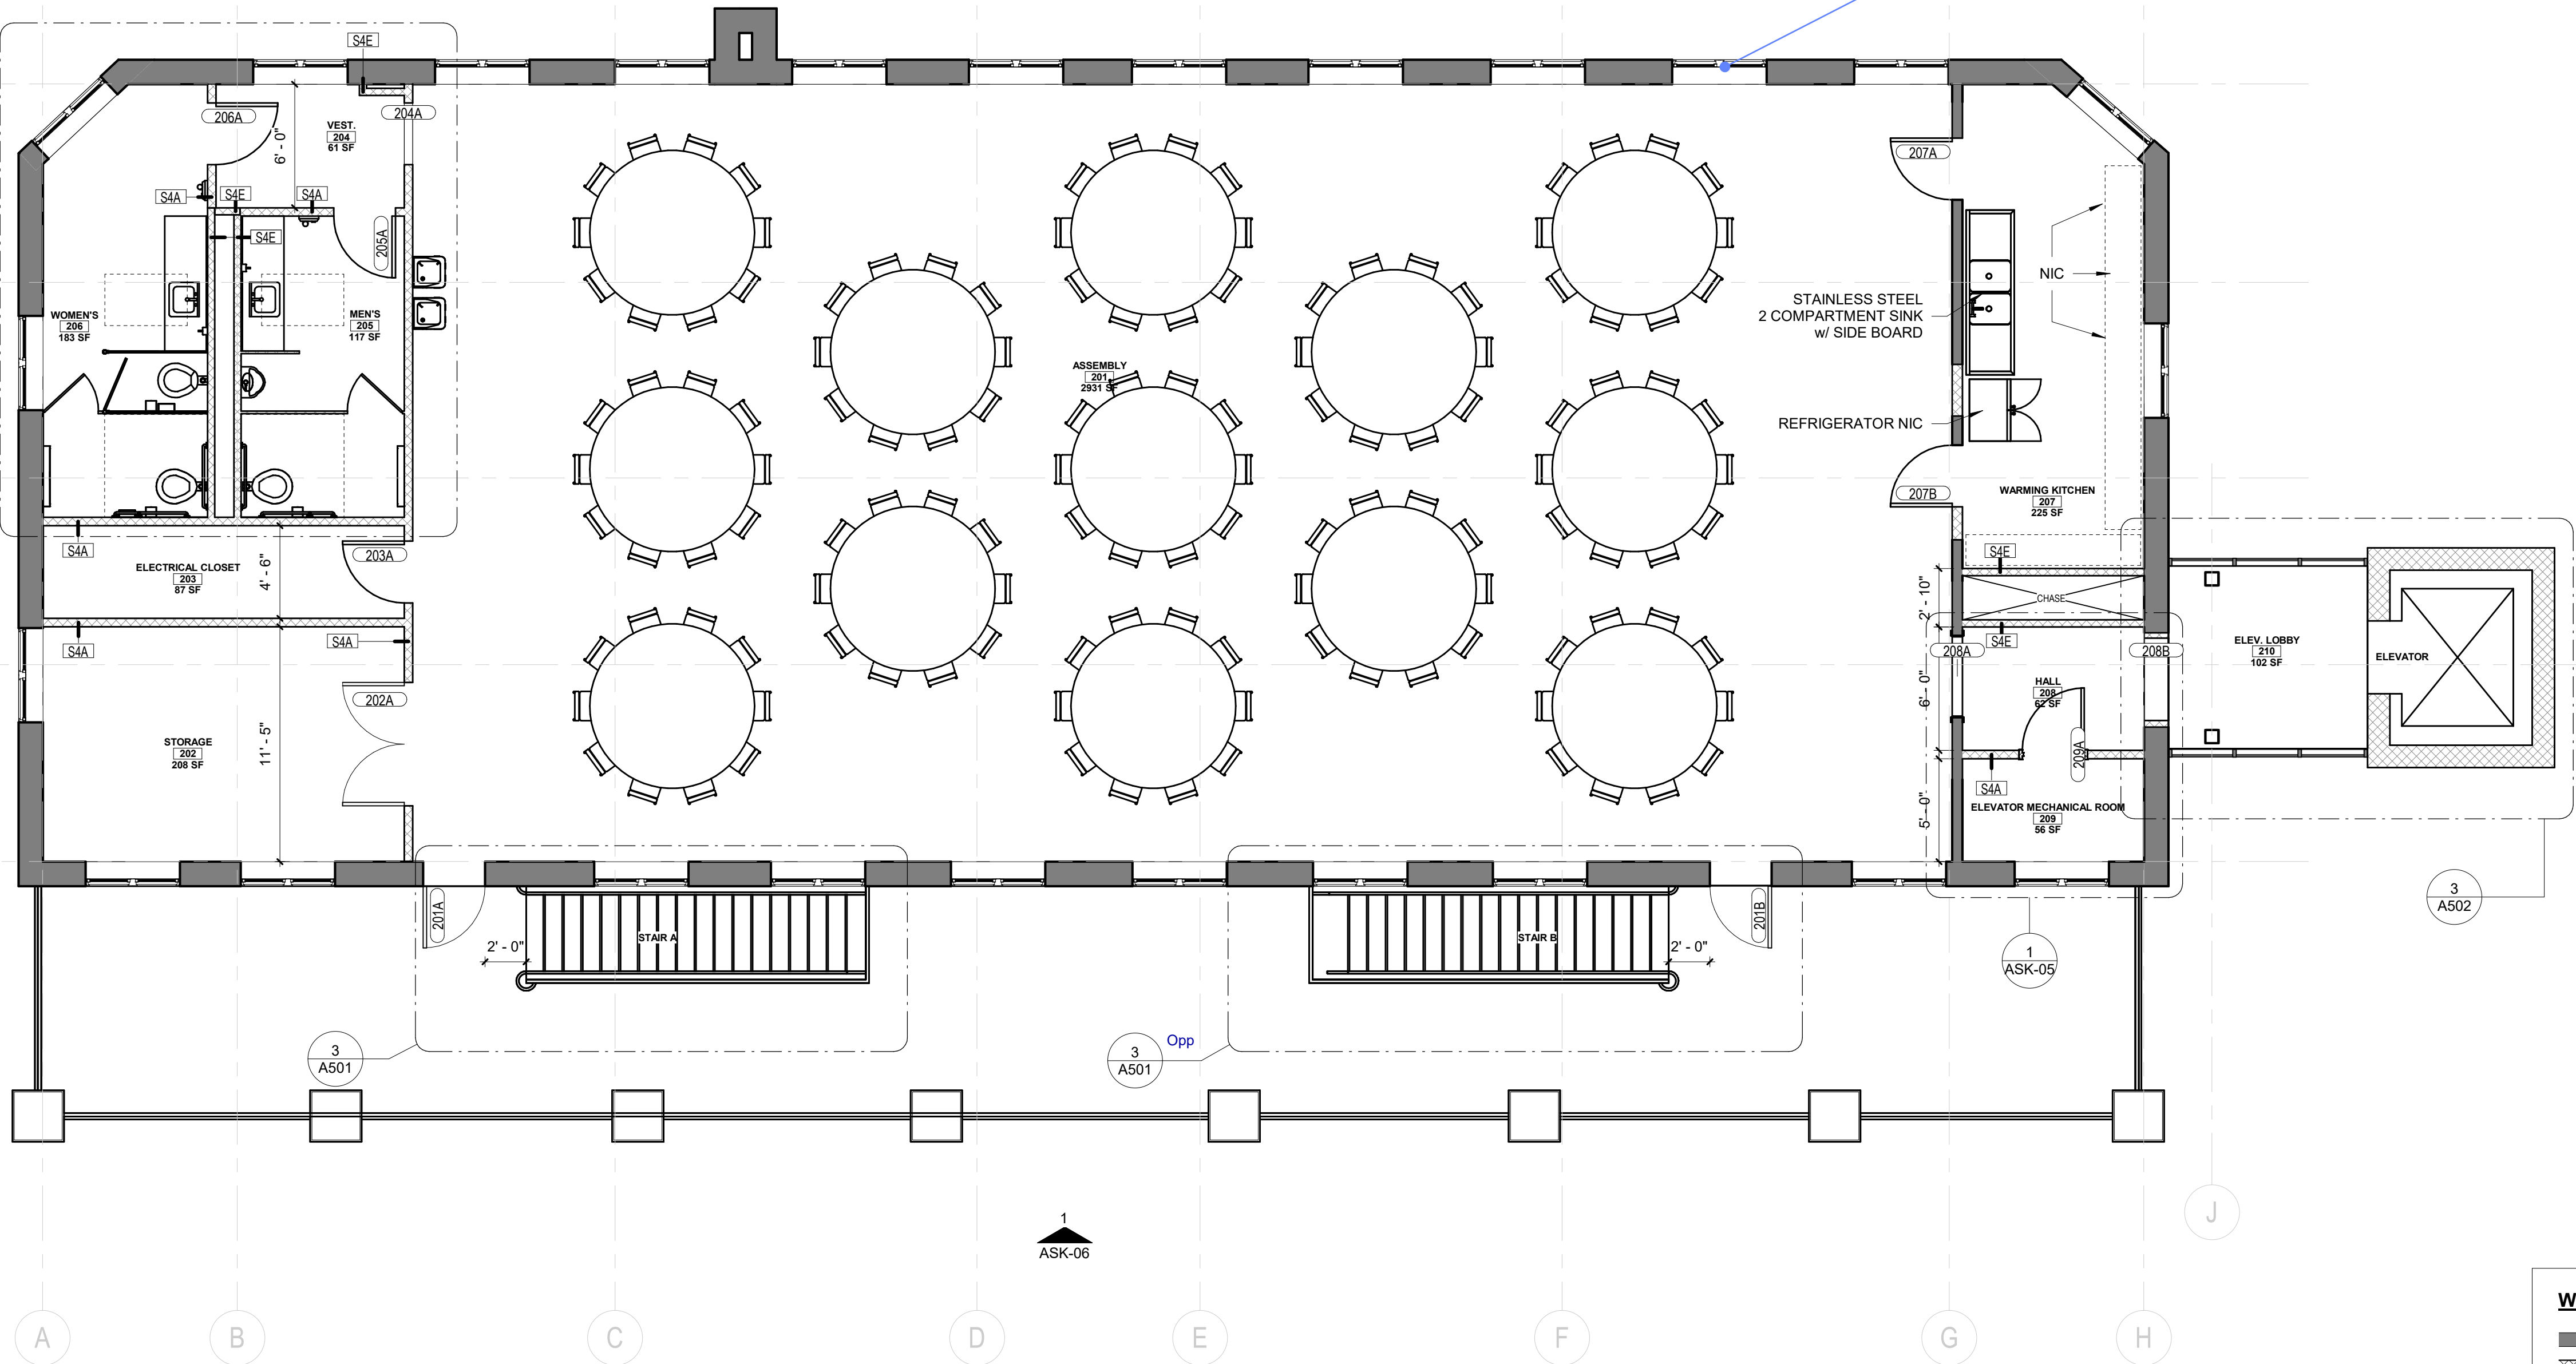 S4E
206A
204A
VEST.
204
61 SF
6' - 0"
S4A
S4E
S4A
S4E
205A
WOMEN'S
206
183 SF
MEN'S
205
117 SF
ASSEMBLY
201
2931 SF
207A
NIC
STAINLESS STEEL
2 COMPARTMENT SINK
w/ SIDE BOARD
REFRIGERATOR NIC
207B
WARMING KITCHEN
207
225 SF
S4A
203A
ELECTRICAL CLOSET
203
87 SF
4' - 6"
S4A
S4A
202A
STORAGE
202
208 SF
11' - 5"
S4E
2' - 10"
CHASE
S4E
208A
208B
HALL
208
62 SF
6' - 0"
209A
S4A
ELEVATOR MECHANICAL ROOM
209
56 SF
5' - 0"
ELEV. LOBBY
210
102 SF
ELEVATOR
201A
2' - 0"
STAIR A
STAIR B
2' - 0"
201B
3
A502
1
ASK-05
3
A501
3
A501
Opp
1
ASK-06
J
A
B
C
D
E
F
G
H
W